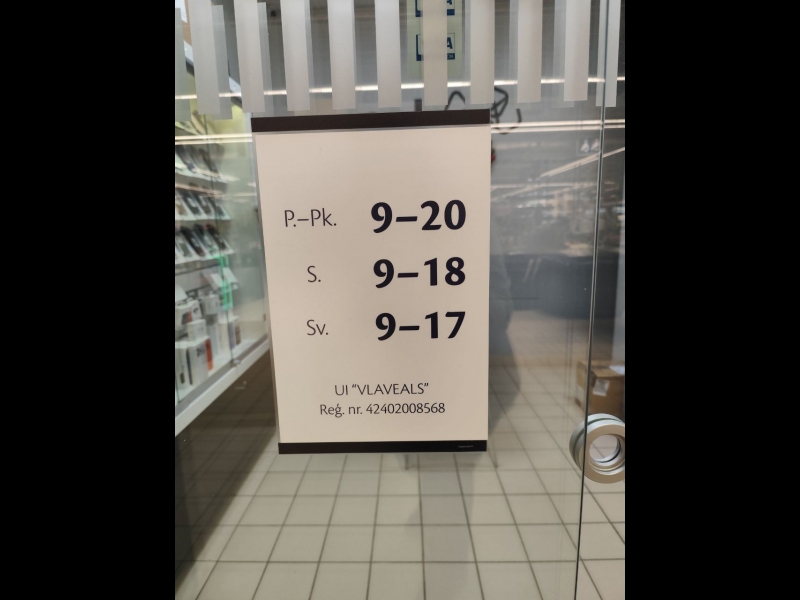 P.–Pk. 9–20
S. 9–18
Sv. 9–17
UI "VLAVEALS"
Reģ. nr. 42402008568